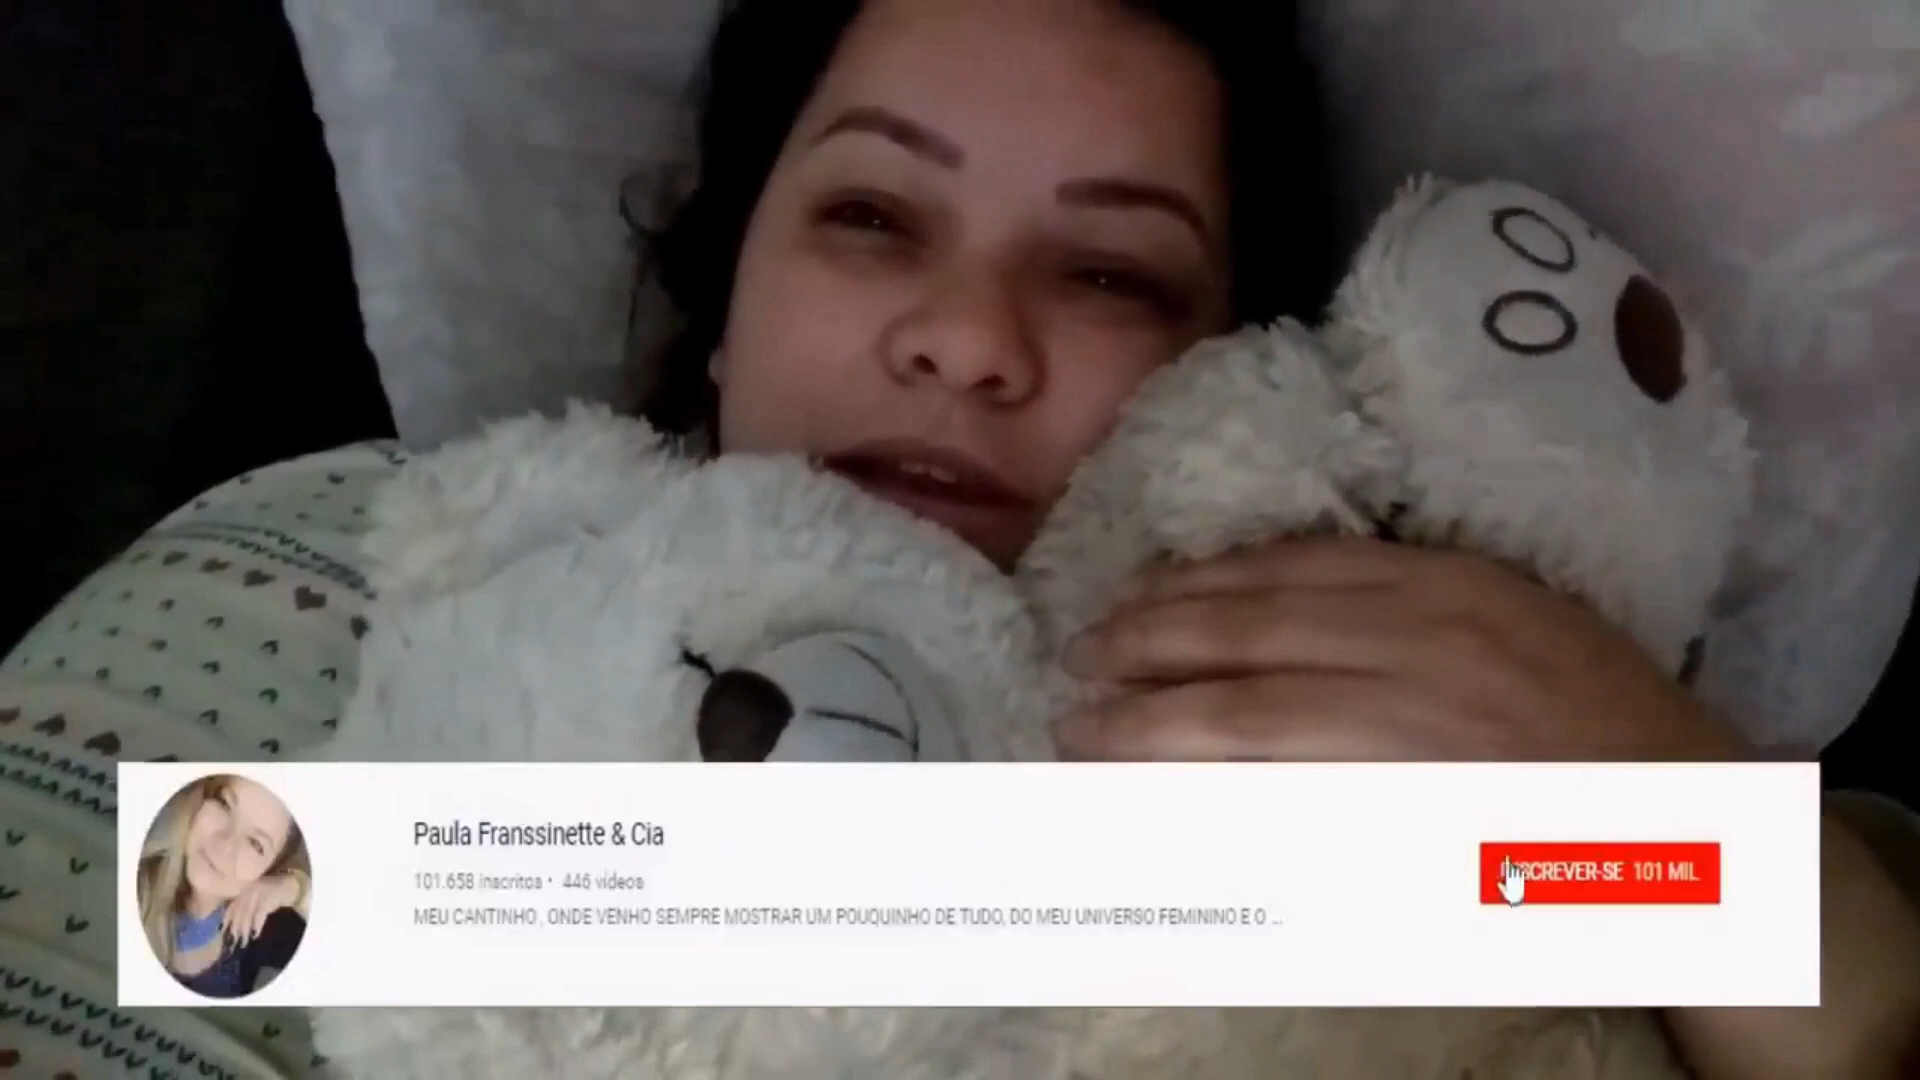 Paula Franssinette & Cia
101.658 inscritos • 446 vídeos
MEU CANTINHO , ONDE VENHO SEMPRE MOSTRAR UM POUQUINHO DE TUDO, DO MEU UNIVERSO FEMININO E O ...
INSCREVER-SE 101 MIL